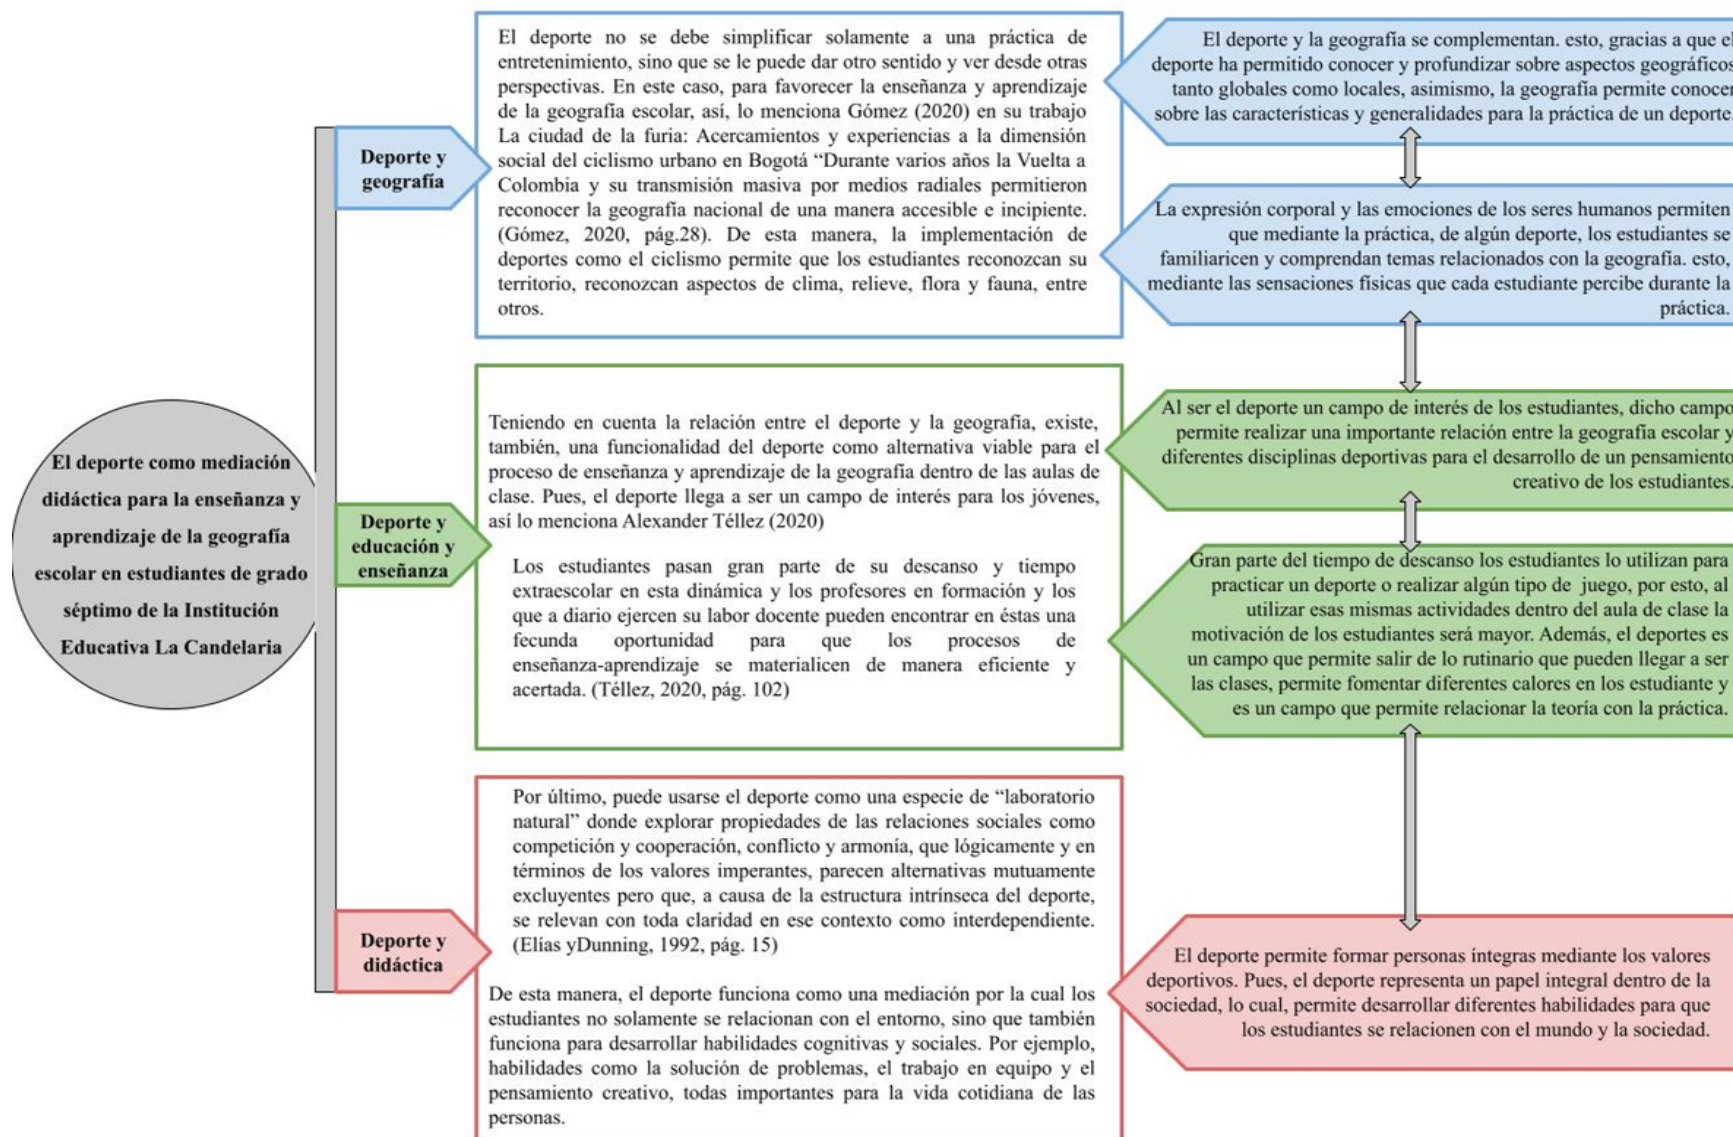 El deporte como mediación
didáctica para la enseñanza y
aprendizaje de la geografía
escolar en estudiantes de grado
séptimo de la Institución
Educativa La Candelaria
Deporte y
geografía
El deporte no se debe simplificar solamente a una práctica de
entretenimiento, sino que se le puede dar otro sentido y ver desde otras
perspectivas. En este caso, para favorecer la enseñanza y aprendizaje
de la geografía escolar, así, lo menciona Gómez (2020) en su trabajo
La ciudad de la furia: Acercamientos y experiencias a la dimensión
social del ciclismo urbano en Bogotá “Durante varios años la Vuelta a
Colombia y su transmisión masiva por medios radiales permitieron
reconocer la geografía nacional de una manera accesible e incipiente.
(Gómez, 2020, pág.28). De esta manera, la implementación de
deportes como el ciclismo permite que los estudiantes reconozcan su
territorio, reconozcan aspectos de clima, relieve, flora y fauna, entre
otros.
El deporte y la geografía se complementan. esto, gracias a que el
deporte ha permitido conocer y profundizar sobre aspectos geográficos
tanto globales como locales, asimismo, la geografía permite conocer
sobre las características y generalidades para la práctica de un deporte.
La expresión corporal y las emociones de los seres humanos permiten
que mediante la práctica, de algún deporte, los estudiantes se
familiaricen y comprendan temas relacionados con la geografía. esto,
mediante las sensaciones físicas que cada estudiante percibe durante la
práctica.
Deporte y
educación y
enseñanza
Teniendo en cuenta la relación entre el deporte y la geografía, existe,
también, una funcionalidad del deporte como alternativa viable para el
proceso de enseñanza y aprendizaje de la geografía dentro de las aulas de
clase. Pues, el deporte llega a ser un campo de interés para los jóvenes,
así lo menciona Alexander Téllez (2020)
Los estudiantes pasan gran parte de su descanso y tiempo
extraescolar en esta dinámica y los profesores en formación y los
que a diario ejercen su labor docente pueden encontrar en éstas una
fecunda oportunidad para que los procesos de
enseñanza-aprendizaje se materialicen de manera eficiente y
acertada. (Téllez, 2020, pág. 102)
Al ser el deporte un campo de interés de los estudiantes, dicho campo
permite realizar una importante relación entre la geografía escolar y
diferentes disciplinas deportivas para el desarrollo de un pensamiento
creativo de los estudiantes.
Gran parte del tiempo de descanso los estudiantes lo utilizan para
practicar un deporte o realizar algún tipo de juego, por esto, al
utilizar esas mismas actividades dentro del aula de clase la
motivación de los estudiantes será mayor. Además, el deportes es
un campo que permite salir de lo rutinario que pueden llegar a ser
las clases, permite fomentar diferentes calores en los estudiante y
es un campo que permite relacionar la teoría con la práctica.
Deporte y
didáctica
Por último, puede usarse el deporte como una especie de “laboratorio
natural” donde explorar propiedades de las relaciones sociales como
competición y cooperación, conflicto y armonía, que lógicamente y en
términos de los valores imperantes, parecen alternativas mutuamente
excluyentes pero que, a causa de la estructura intrínseca del deporte,
se relevan con toda claridad en ese contexto como interdependiente.
(Elías yDunning, 1992, pág. 15)
De esta manera, el deporte funciona como una mediación por la cual los
estudiantes no solamente se relacionan con el entorno, sino que también
funciona para desarrollar habilidades cognitivas y sociales. Por ejemplo,
habilidades como la solución de problemas, el trabajo en equipo y el
pensamiento creativo, todas importantes para la vida cotidiana de las
personas.
El deporte permite formar personas íntegras mediante los valores
deportivos. Pues, el deporte representa un papel integral dentro de la
sociedad, lo cual, permite desarrollar diferentes habilidades para que
los estudiantes se relacionen con el mundo y la sociedad.